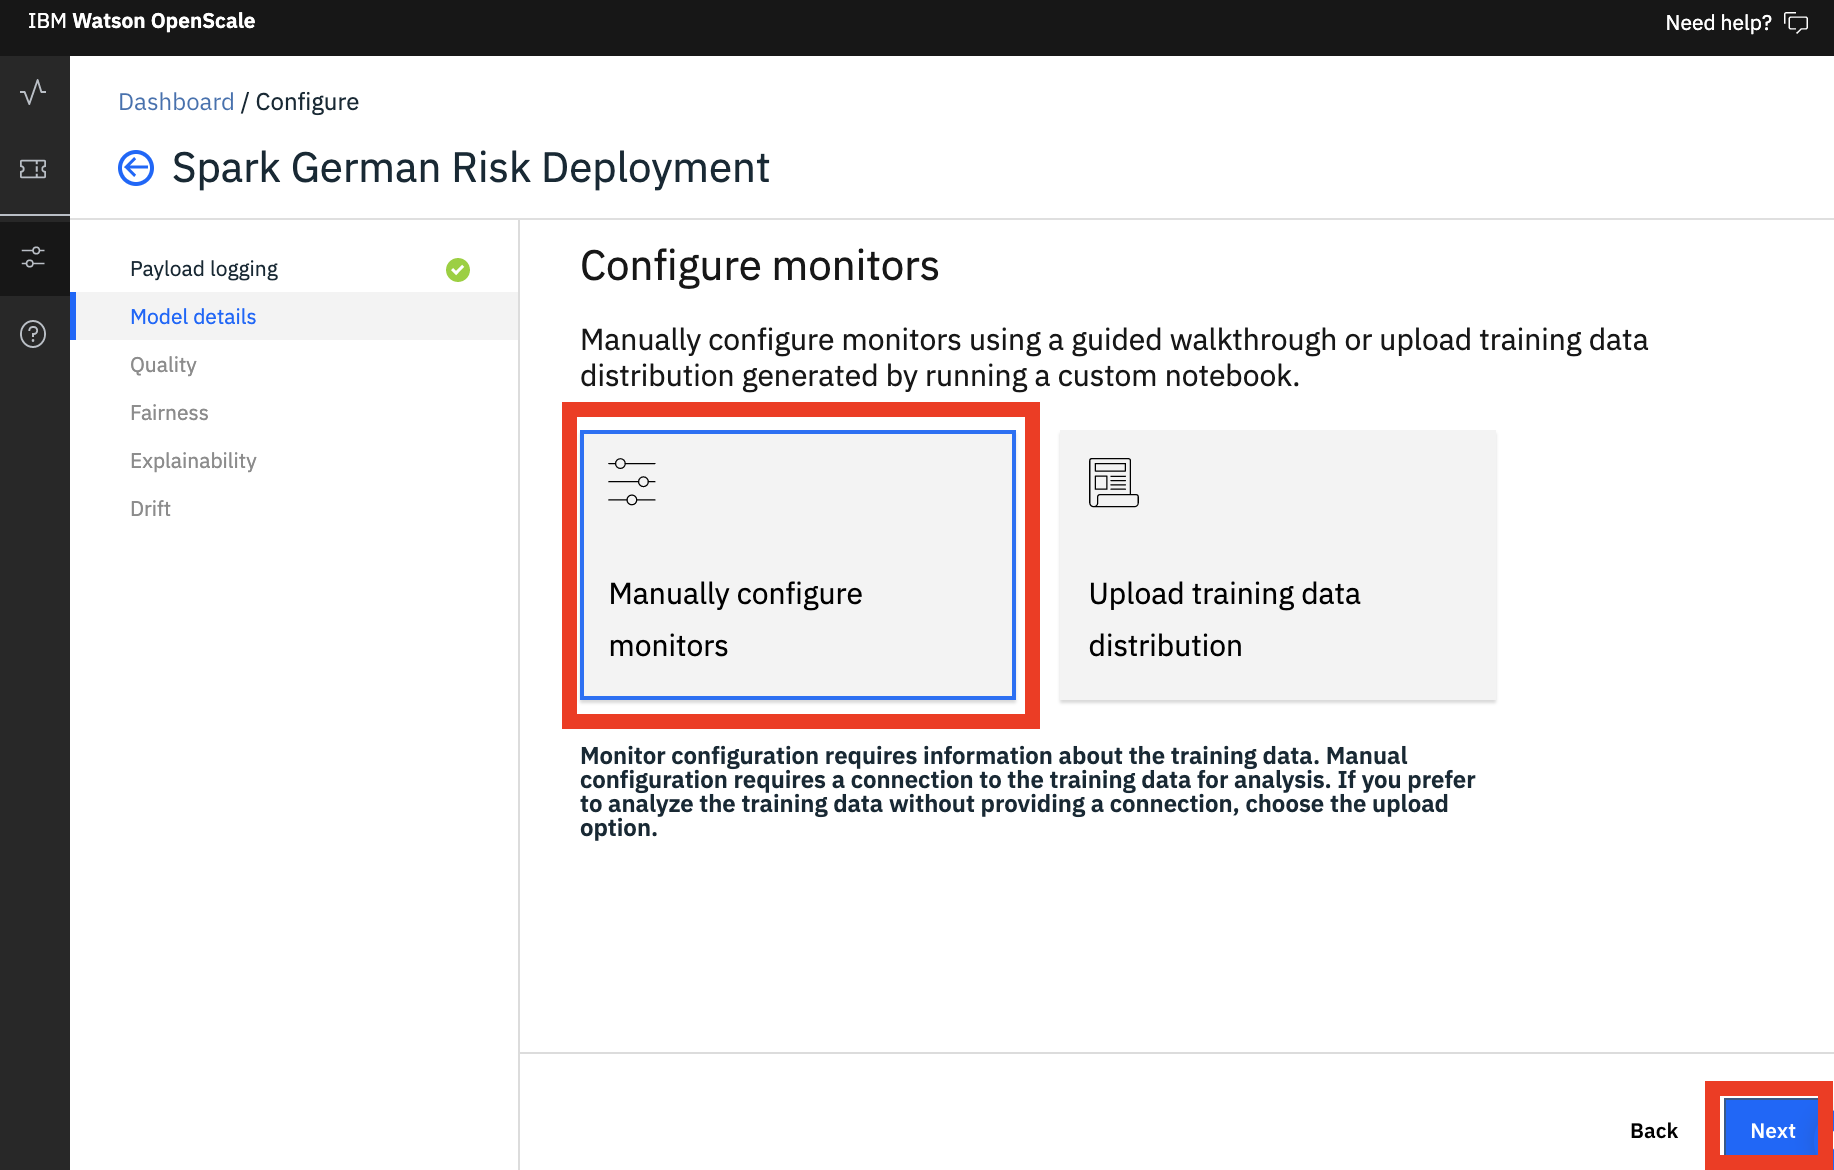 IBM Watson OpenScale
Need help?
Dashboard / Configure
Spark German Risk Deployment
Payload logging
Model details
Quality
Fairness
Explainability
Drift
Configure monitors
Manually configure monitors using a guided walkthrough or upload training data
distribution generated by running a custom notebook.
Manually configure
monitors
Upload training data
distribution
Monitor configuration requires information about the training data. Manual
configuration requires a connection to the training data for analysis. If you prefer
to analyze the training data without providing a connection, choose the upload
option.
Back
Next